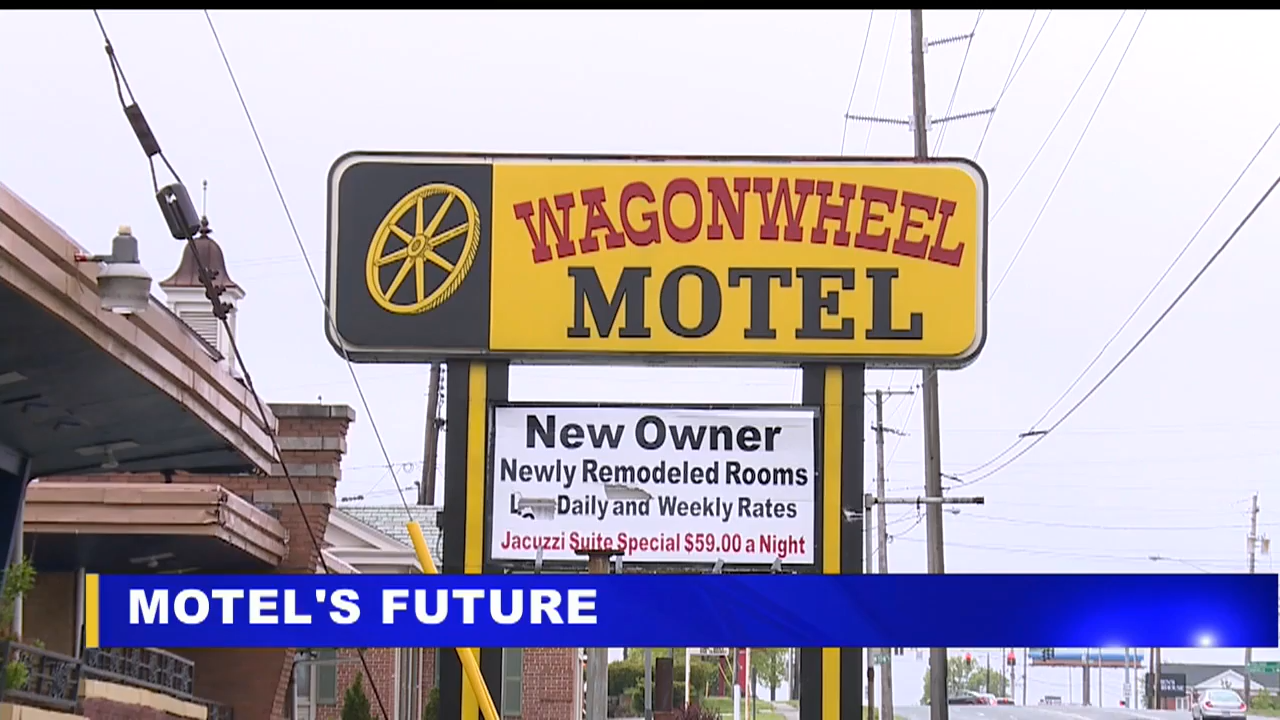 WAGONWHEEL
MOTEL
New Owner
Newly Remodeled Rooms
Daily and Weekly Rates
Jacuzzi Suite Special $59.00 a Night
MOTEL'S FUTURE